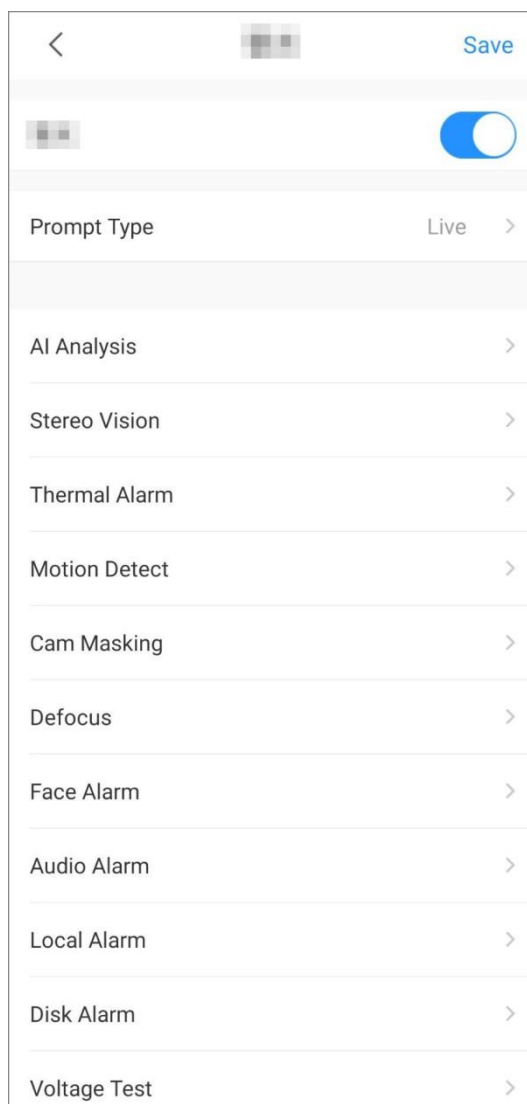 Save
Prompt Type Live
AI Analysis
Stereo Vision
Thermal Alarm
Motion Detect
Cam Masking
Defocus
Face Alarm
Audio Alarm
Local Alarm
Disk Alarm
Voltage Test